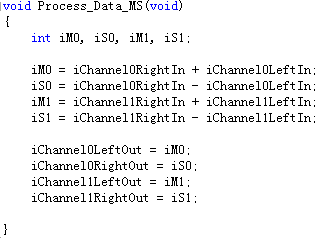 void Process_Data_MS(void)
{
int iM0, iS0, iM1, iS1;
iM0 = iChannel0RightIn + iChannel0LeftIn;
iS0 = iChannel0RightIn - iChannel0LeftIn;
iM1 = iChannel1RightIn + iChannel1LeftIn;
iS1 = iChannel1RightIn - iChannel1LeftIn;
iChannel0LeftOut = iM0;
iChannel0RightOut = iS0;
iChannel1LeftOut = iM1;
iChannel1RightOut = iS1;
}